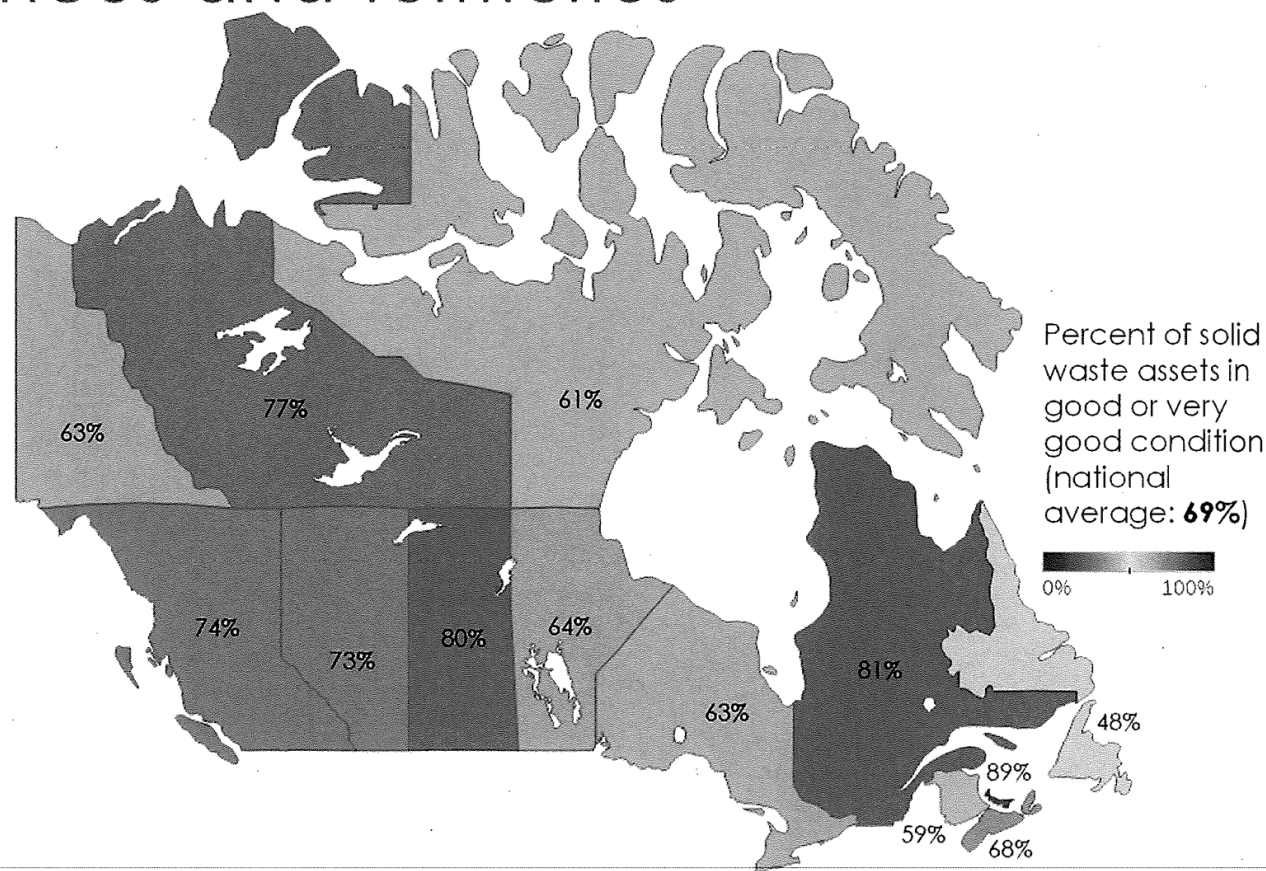 61%
77%
63%
Percent of solid
waste assets in
good or very
good condition
(national
average: 69%)
0% 100%
74%
73%
80%
64%
63%
81%
48%
89%
59%
68%